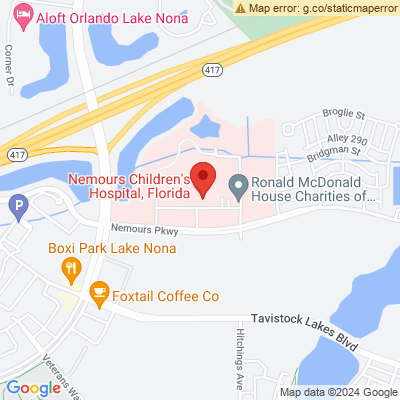 Map error: g.co/staticmaperror
Aloft Orlando Lake Nona
Corner Dr
417
Broglie St
Alley 290
Bridgman St
417
Nemours Children's
Hospital, Florida
Ronald McDonald
House Charities of...
P
Nemours Pkwy
Boxi Park Lake Nona
Foxtail Coffee Co
Tavistock Lakes Blvd
Hitchings Ave
Veterans Wa
Google
Map data ©2024 Google